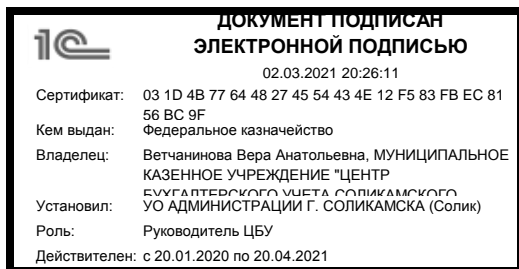 1С
ДОКУМЕНТ ПОДПИСАН
ЭЛЕКТРОННОЙ ПОДПИСЬЮ
02.03.2021 20:26:11
Сертификат: 03 1D 4B 77 64 48 27 45 54 43 4E 12 F5 83 FB EC 81
56 BC 9F
Кем выдан: Федеральное казначейство
Владелец: Ветчанинова Вера Анатольевна, МУНИЦИПАЛЬНОЕ
КАЗЕННОЕ УЧРЕЖДЕНИЕ "ЦЕНТР
БУХГАЛТЕРСКОГО УЧЕТА СОЛИКАМСКОГО
Установил: УО АДМИНИСТРАЦИИ Г. СОЛИКАМСКА (Солик)
Роль: Руководитель ЦБУ
Действителен: с 20.01.2020 по 20.04.2021